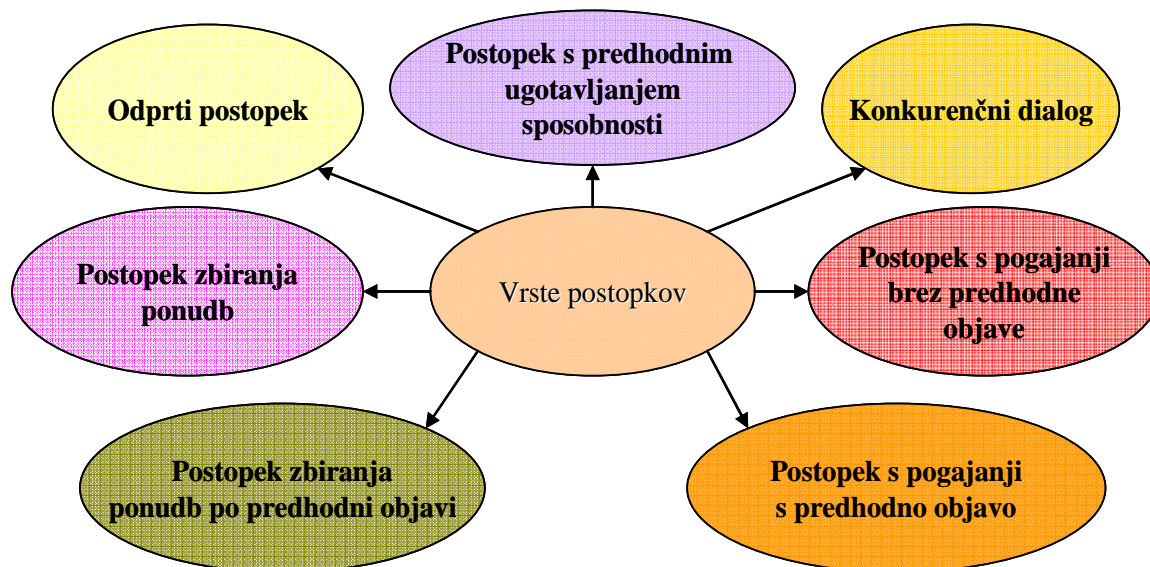 Postopek s predhodnim
ugotavljanjem
sposobnosti
Odprti postopek
Konkurenčni dialog
Postopek zbiranja
ponudb
Vrste postopkov
Postopek s pogajanji
brez predhodne
objave
Postopek zbiranja
ponudb po predhodni objavi
Postopek s pogajanji
s predhodno objavo